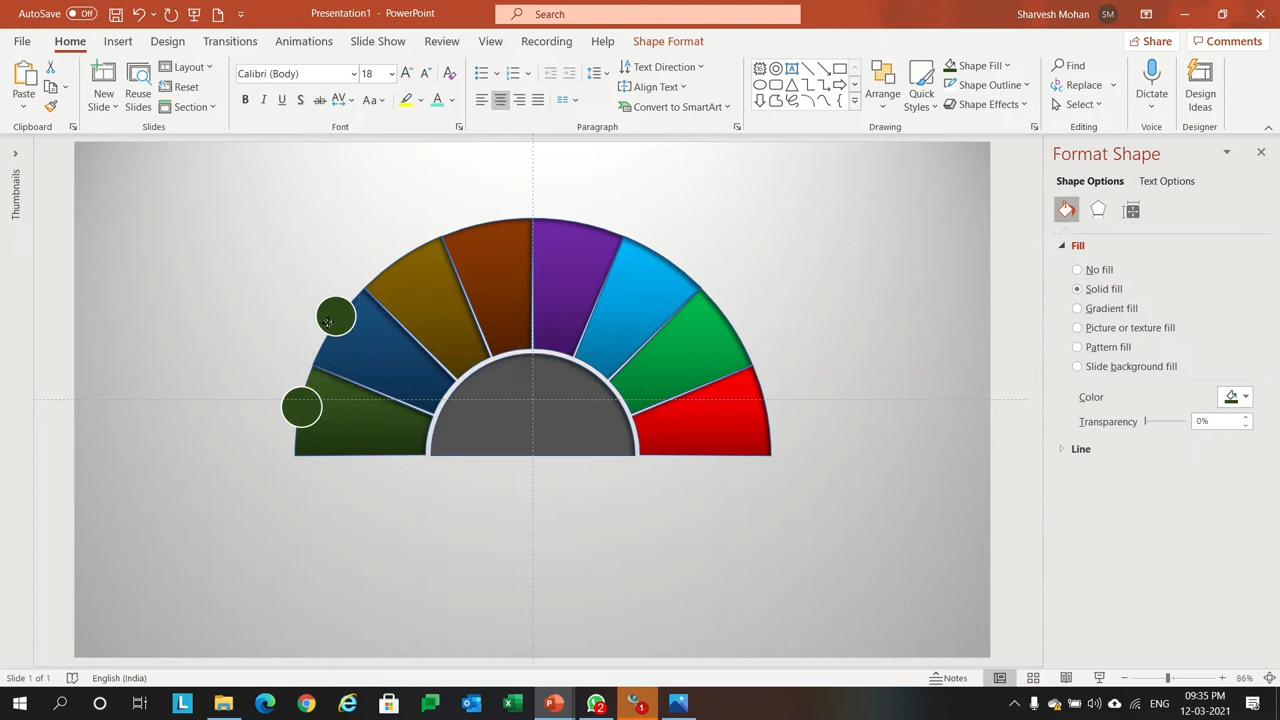 AutoSave Off
Presentation1 - PowerPoint
Search
Sharvesh Mohan SM
File Home Insert Design Transitions Animations Slide Show Review View Recording Help Shape Format
Share Comments
Paste
New Slide
Reuse Slides
Layout
Reset
Section
Calibri (Body) 18
B I U S ab AV Aa A
Text Direction
Align Text
Convert to SmartArt
Arrange
Quick Styles
Shape Fill
Shape Outline
Shape Effects
Find
Replace
Select
Dictate
Design Ideas
Clipboard Slides Font Paragraph Drawing Editing Voice Designer
Thumbnails
Format Shape
Shape Options Text Options
Fill
No fill
Solid fill
Gradient fill
Picture or texture fill
Pattern fill
Slide background fill
Color
Transparency 0%
Line
Slide 1 of 1 English (India) Notes 86%
ENG
09:35 PM
12-03-2021